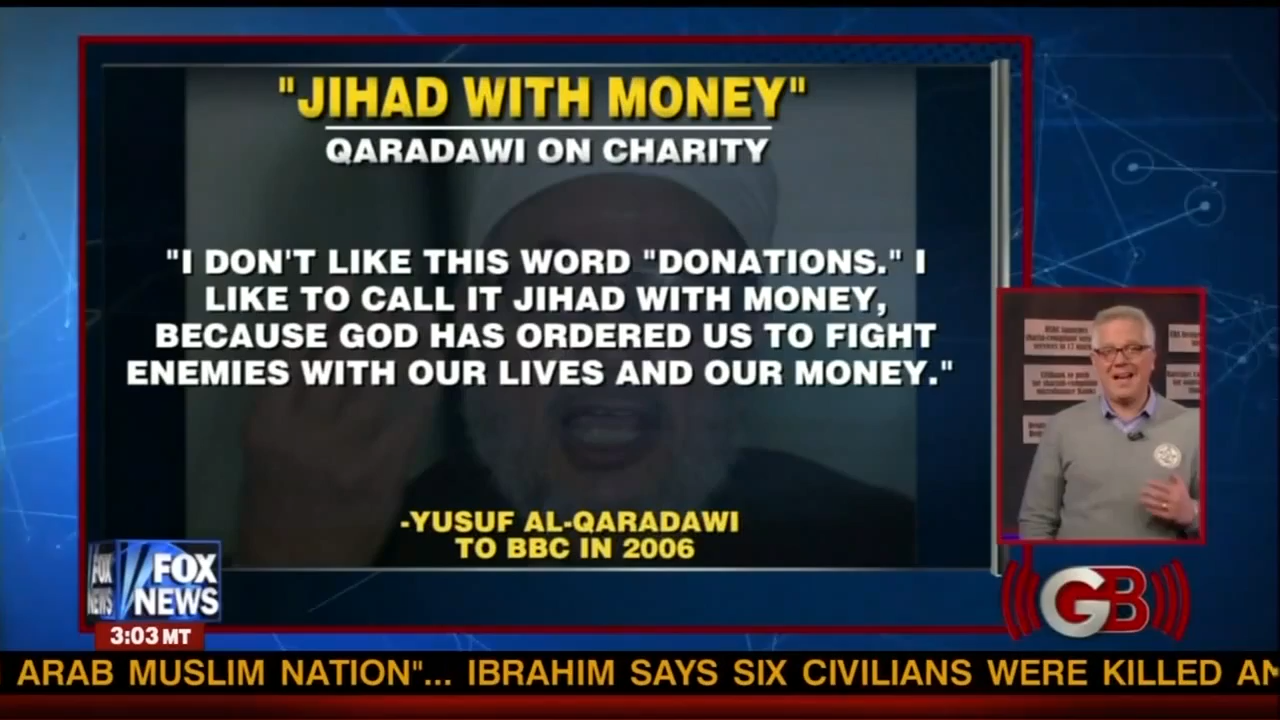 "JIHAD WITH MONEY"
QARADAWI ON CHARITY
"I DON'T LIKE THIS WORD "DONATIONS." I
LIKE TO CALL IT JIHAD WITH MONEY,
BECAUSE GOD HAS ORDERED US TO FIGHT
ENEMIES WITH OUR LIVES AND OUR MONEY."
-YUSUF AL-QARADAWI
TO BBC IN 2006
FOX
NEWS
FOX
NEWS
3:03 MT
GB
ARAB MUSLIM NATION"... IBRAHIM SAYS SIX CIVILIANS WERE KILLED